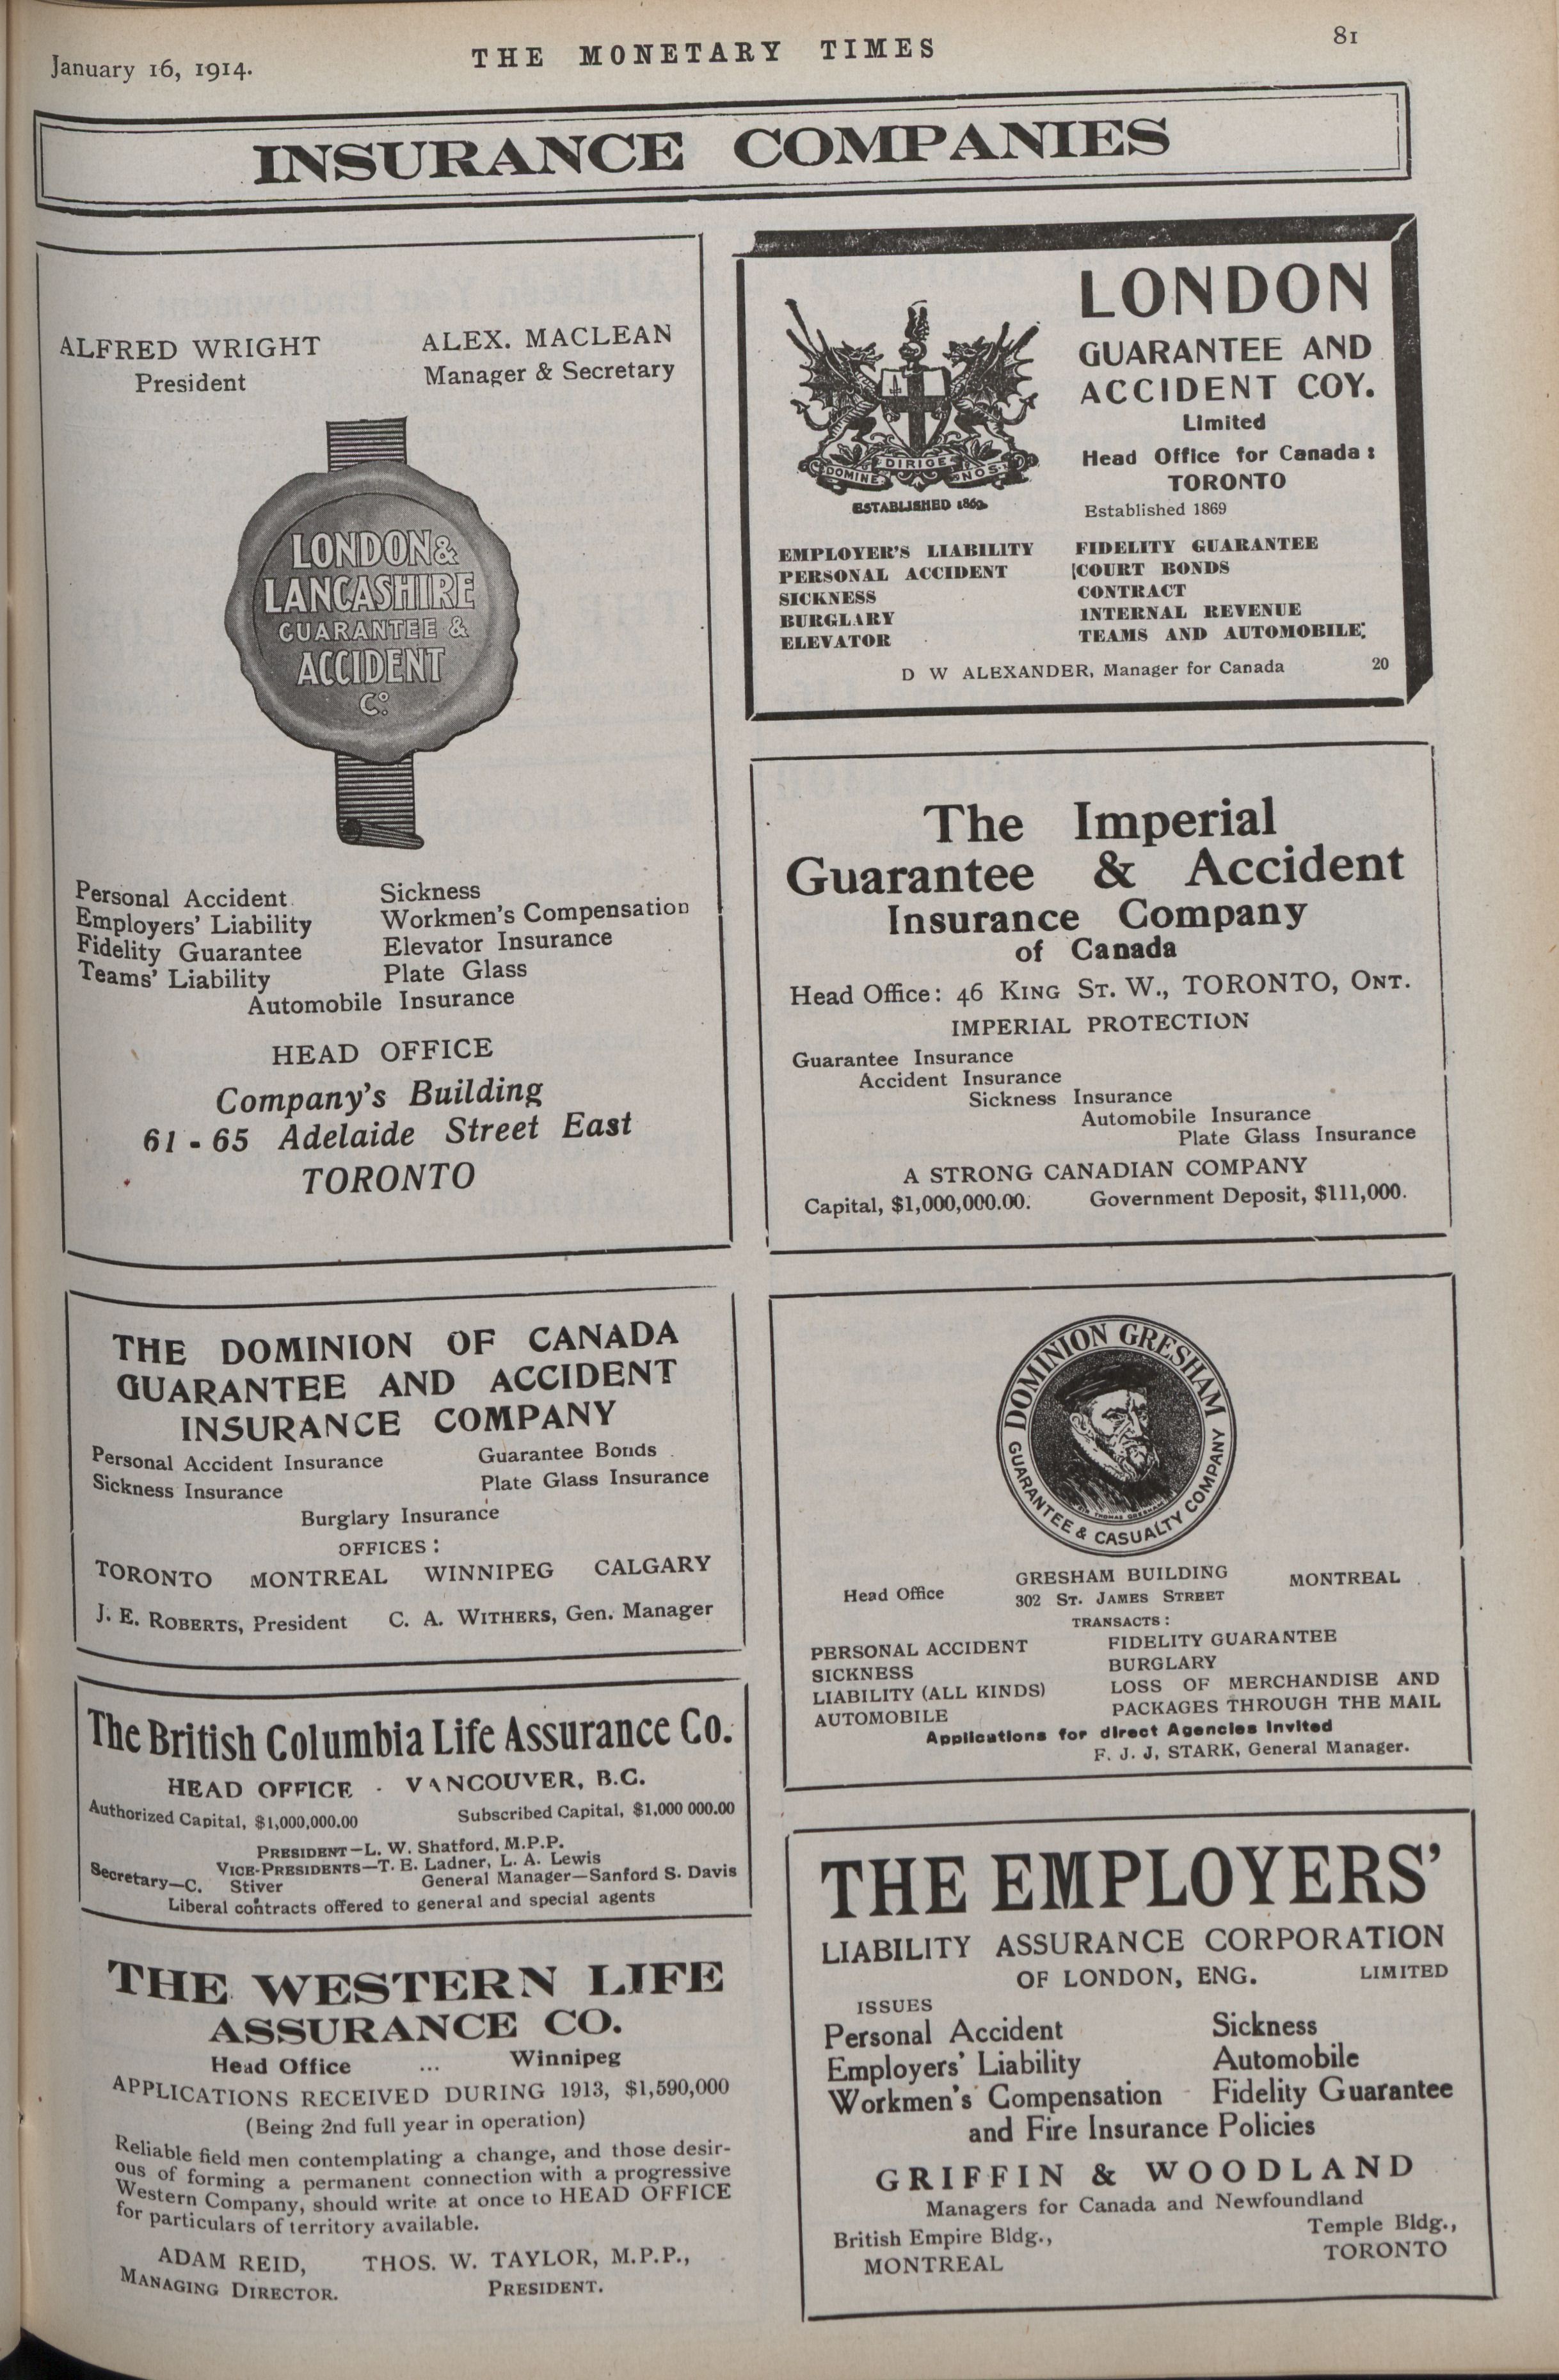 January 16, 1914.
THE MONETARY TIMES
81
INSURANCE COMPANIES
ALFRED WRIGHT
President
ALEX. MACLEAN
Manager & Secretary
LONDON &
LANCASHIRE
GUARANTEE &
ACCIDENT
Co
Personal Accident Sickness
Employers' Liability Workmen's Compensation
Fidelity Guarantee Elevator Insurance
Teams' Liability Plate Glass
Automobile Insurance
HEAD OFFICE
Company's Building
61 - 65 Adelaide Street East
TORONTO
THE DOMINION OF CANADA
GUARANTEE AND ACCIDENT
INSURANCE COMPANY
Personal Accident Insurance Guarantee Bonds
Sickness Insurance Plate Glass Insurance
Burglary Insurance
OFFICES:
TORONTO MONTREAL WINNIPEG CALGARY
J. E. ROBERTS, President C. A. WITHERS, Gen. Manager
The British Columbia Life Assurance Co.
HEAD OFFICE - VANCOUVER, B.C.
Authorized Capital, $1,000,000.00 Subscribed Capital, $1,000 000.00
PRESIDENT—L. W. Shatford, M.P.P.
VICE-PRESIDENTS—T. E. Ladner, L. A. Lewis
Secretary—C. Stiver General Manager—Sanford S. Davis
Liberal contracts offered to general and special agents
THE WESTERN LIFE
ASSURANCE CO.
Head Office ... Winnipeg
APPLICATIONS RECEIVED DURING 1913, $1,590,000
(Being 2nd full year in operation)
Reliable field men contemplating a change, and those desir-
ous of forming a permanent connection with a progressive
Western Company, should write at once to HEAD OFFICE
for particulars of territory available.
ADAM REID, THOS. W. TAYLOR, M.P.P.,
MANAGING DIRECTOR. PRESIDENT.
DOMINE DIRIGE NOS
ESTABLISHED 1869
LONDON
GUARANTEE AND
ACCIDENT COY.
Limited
Head Office for Canada:
TORONTO
Established 1869
EMPLOYER'S LIABILITY FIDELITY GUARANTEE
PERSONAL ACCIDENT COURT BONDS
SICKNESS CONTRACT
BURGLARY INTERNAL REVENUE
ELEVATOR TEAMS AND AUTOMOBILE
D W ALEXANDER, Manager for Canada 20
The Imperial
Guarantee & Accident
Insurance Company
of Canada
Head Office: 46 KING ST. W., TORONTO, ONT.
IMPERIAL PROTECTION
Guarantee Insurance
Accident Insurance
Sickness Insurance
Automobile Insurance
Plate Glass Insurance
A STRONG CANADIAN COMPANY
Capital, $1,000,000.00. Government Deposit, $111,000.
DOMINION GRESHAM
GUARANTEE & CASUALTY COMPANY
Head Office GRESHAM BUILDING MONTREAL
302 ST. JAMES STREET
TRANSACTS:
PERSONAL ACCIDENT FIDELITY GUARANTEE
SICKNESS BURGLARY
LIABILITY (ALL KINDS) LOSS OF MERCHANDISE AND
AUTOMOBILE PACKAGES THROUGH THE MAIL
Applications for direct Agencies Invited
F. J. J. STARK, General Manager.
THE EMPLOYERS'
LIABILITY ASSURANCE CORPORATION
OF LONDON, ENG. LIMITED
ISSUES
Personal Accident Sickness
Employers' Liability Automobile
Workmen's Compensation Fidelity Guarantee
and Fire Insurance Policies
GRIFFIN & WOODLAND
Managers for Canada and Newfoundland
British Empire Bldg., Temple Bldg.,
MONTREAL TORONTO